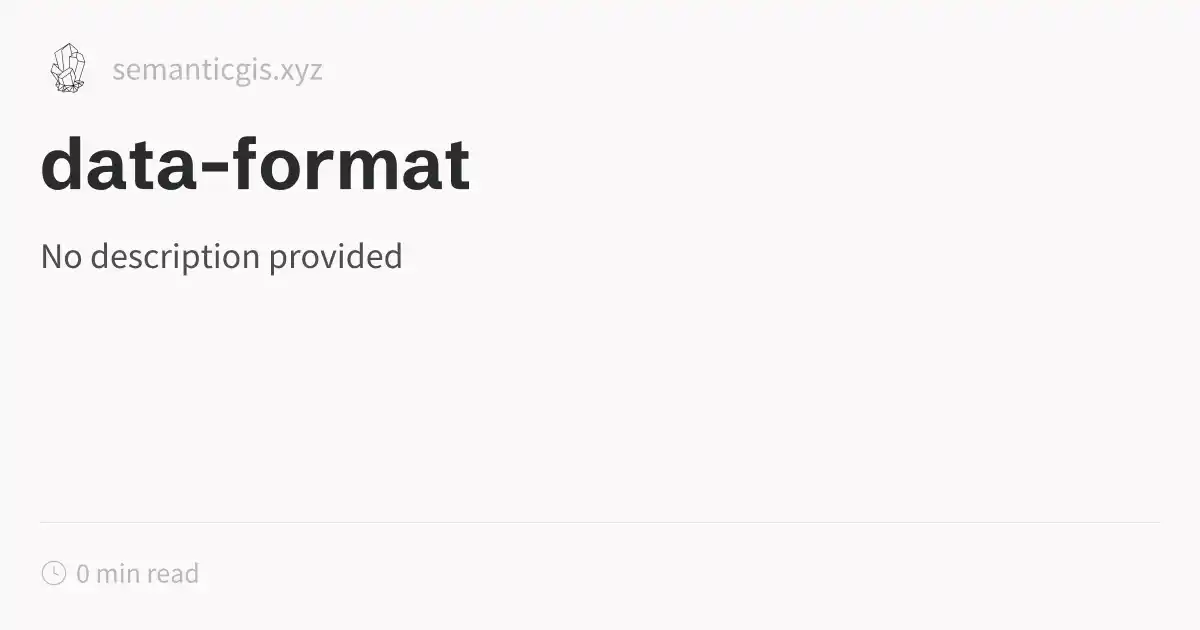 semanticgis.xyz
data-format
No description provided
0 min read